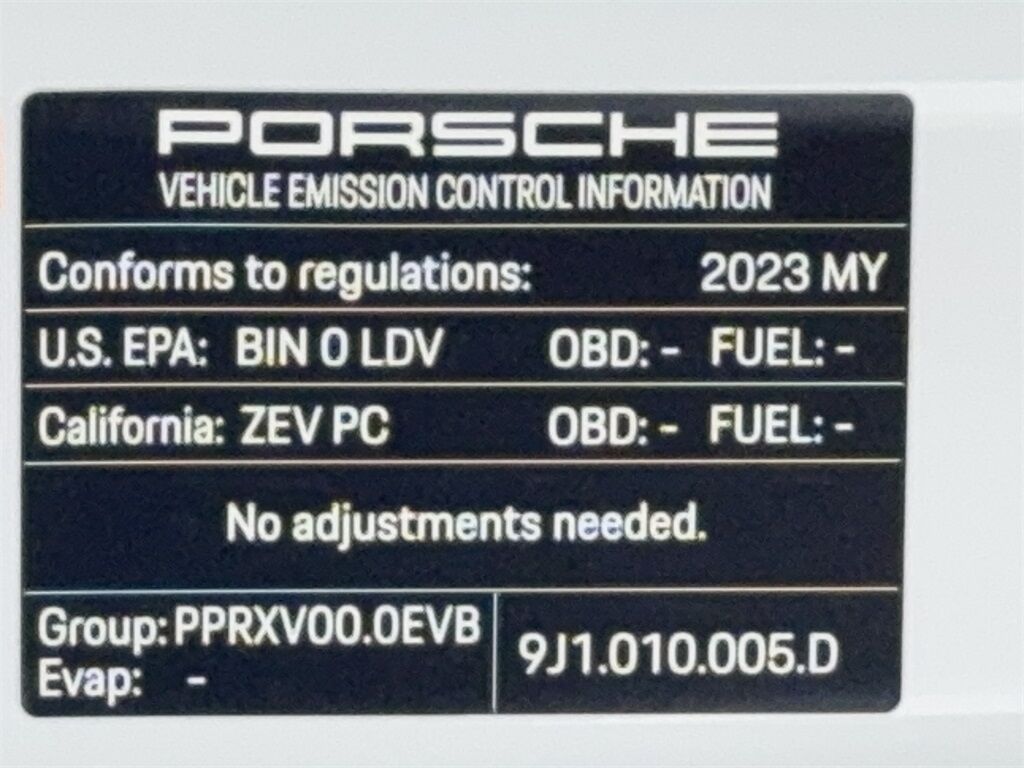 PORSCHE
VEHICLE EMISSION CONTROL INFORMATION
Conforms to regulations: 2023 MY
U.S. EPA: BIN 0 LDV OBD: - FUEL: -
California: ZEV PC OBD: - FUEL: -
No adjustments needed.
Group: PPRXV00.0EVB
Evap: -
9J1.010.005.D